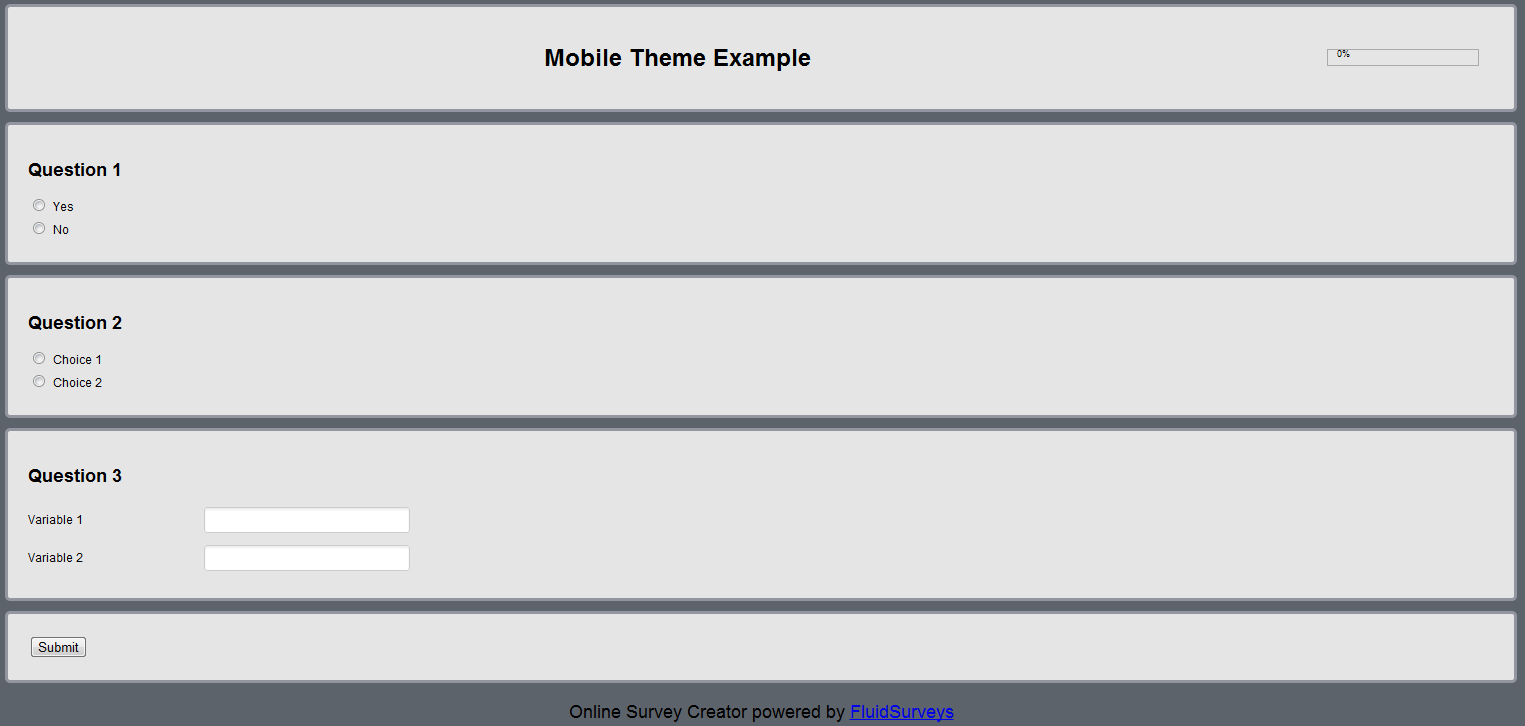 Mobile Theme Example
0%
Question 1
Yes
No
Question 2
Choice 1
Choice 2
Question 3
Variable 1
Variable 2
Submit
Online Survey Creator powered by FluidSurveys